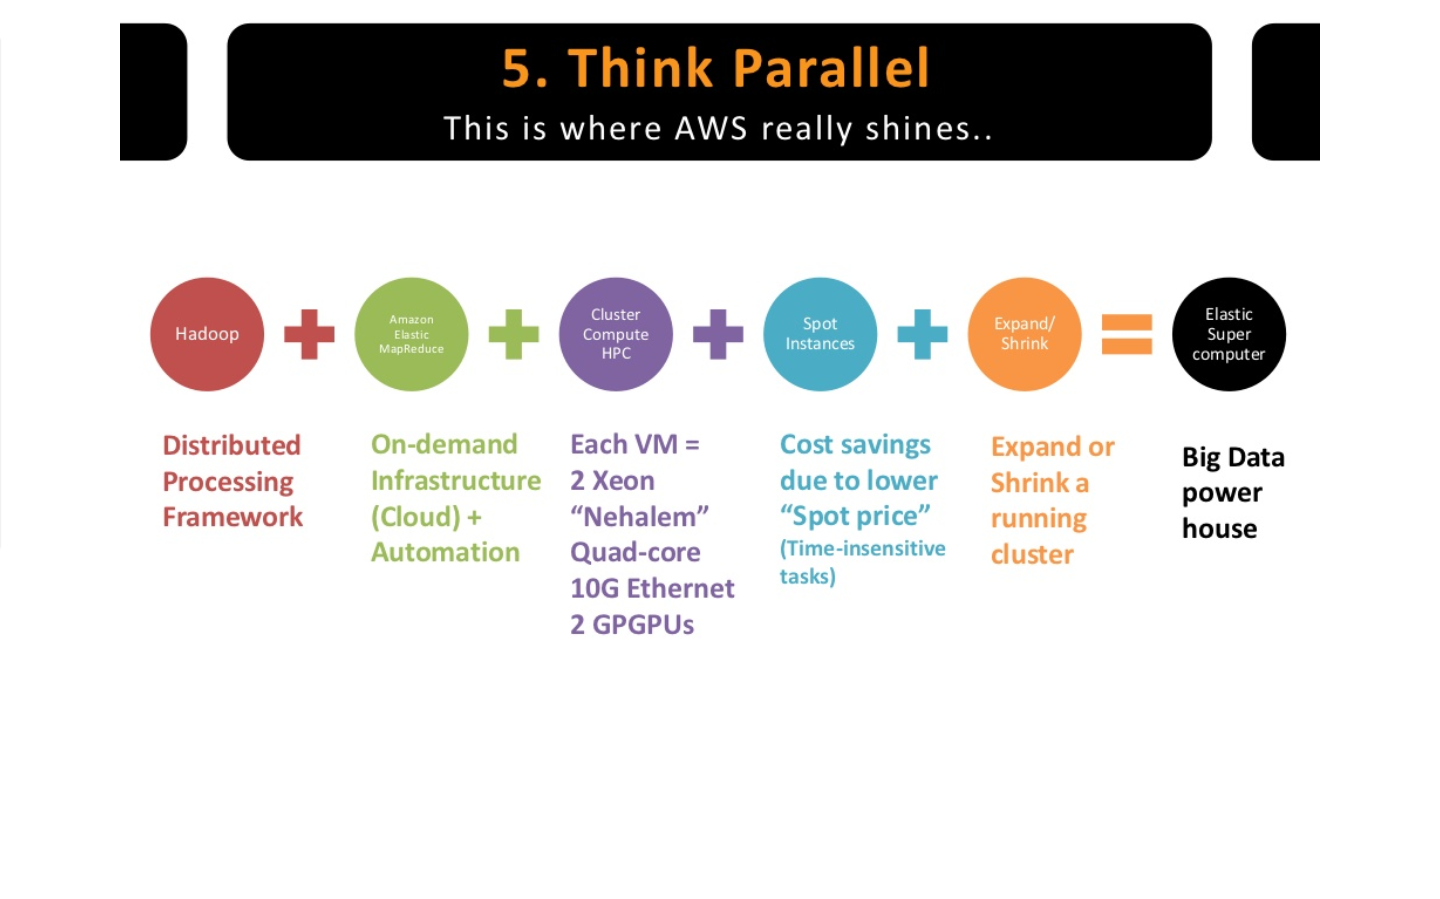 5. Think Parallel
This is where AWS really shines..
Hadoop
Amazon
Elastic
MapReduce
Cluster
Compute
HPC
Spot
Instances
Expand/
Shrink
Elastic
Super
computer
Distributed
Processing
Framework
On-demand
Infrastructure
(Cloud) +
Automation
Each VM =
2 Xeon
“Nehalem”
Quad-core
10G Ethernet
2 GPGPUs
Cost savings
due to lower
“Spot price”
(Time-insensitive
tasks)
Expand or
Shrink a
running
cluster
Big Data
power
house